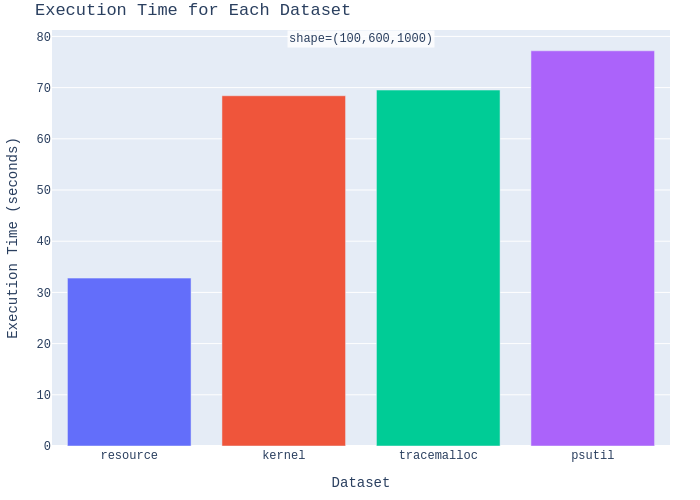 Execution Time for Each Dataset
shape=(100,600,1000)
80
70
60
50
40
30
20
10
0
Execution Time (seconds)
resource kernel tracemalloc psutil
Dataset